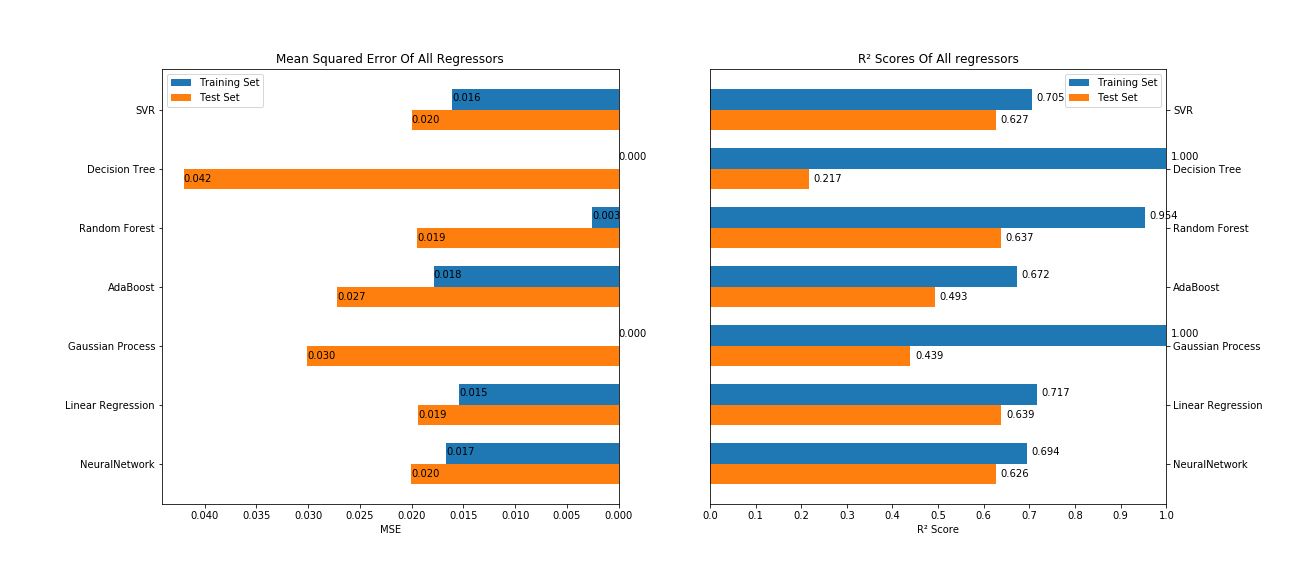 Mean Squared Error Of All Regressors
Training Set
Test Set
SVR
0.016
0.020
Decision Tree
0.000
0.042
Random Forest
0.003
0.019
AdaBoost
0.018
0.027
Gaussian Process
0.000
0.030
Linear Regression
0.015
0.019
NeuralNetwork
0.017
0.020
0.040 0.035 0.030 0.025 0.020 0.015 0.010 0.005 0.000
MSE
R² Scores Of All regressors
Training Set
Test Set
0.705
0.627
SVR
1.000
0.217
Decision Tree
0.954
0.637
Random Forest
0.672
0.493
AdaBoost
1.000
0.439
Gaussian Process
0.717
0.639
Linear Regression
0.694
0.626
NeuralNetwork
0.0 0.1 0.2 0.3 0.4 0.5 0.6 0.7 0.8 0.9 1.0
R² Score